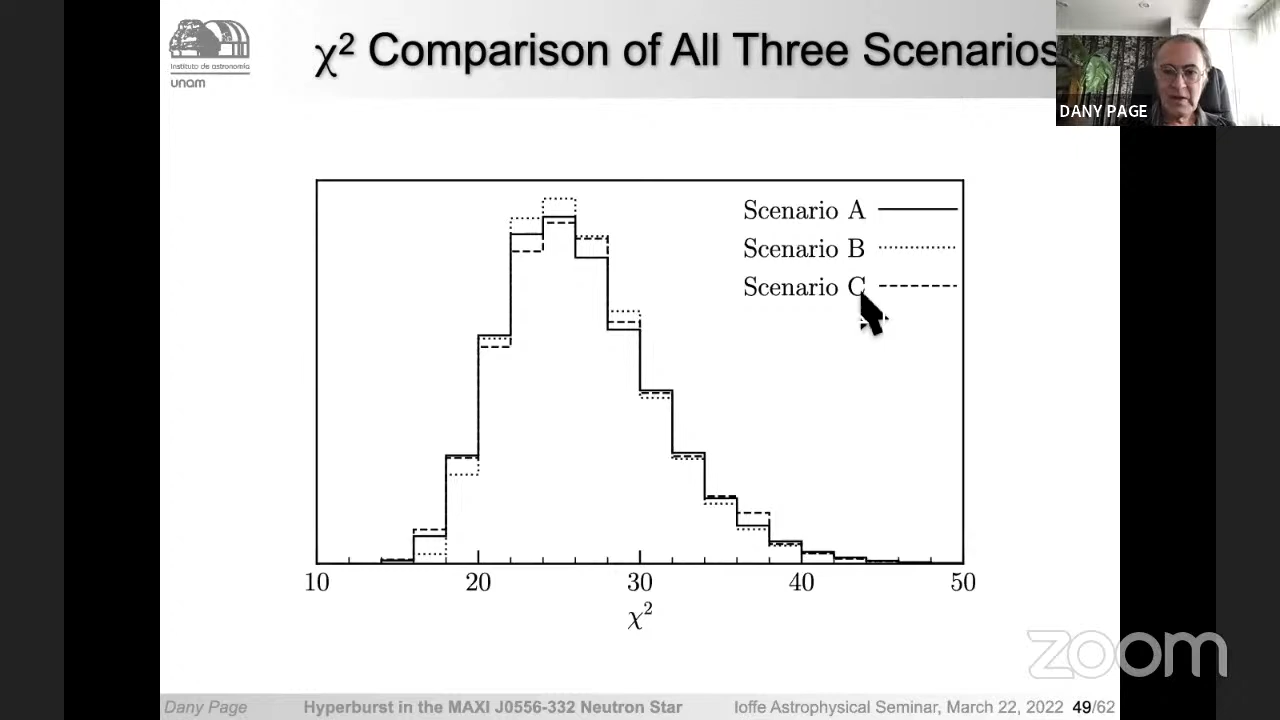 Instituto de astronomía
unam
χ² Comparison of All Three Scenarios
DANY PAGE
Scenario A
Scenario B
Scenario C
10 20 30 40 50
χ²
zoom
Dany Page Hyperburst in the MAXI J0556-332 Neutron Star Ioffe Astrophysical Seminar, March 22, 2022 49/62